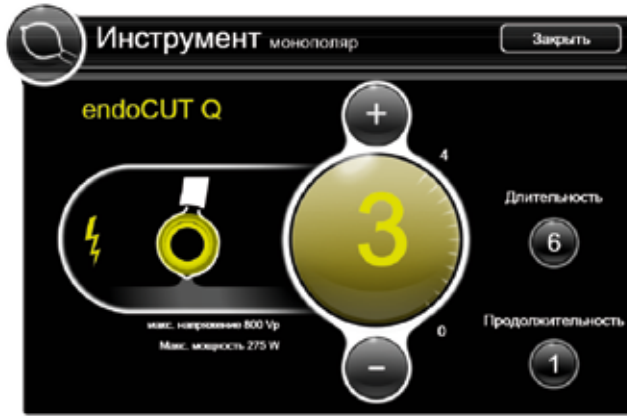 Инструмент монополяр
Закрыть
endoCUT Q
+
4
3
Длительность
6
макс. напряжение 800 Vp
Макс. мощность 275 W
0
Продолжительность
1
−